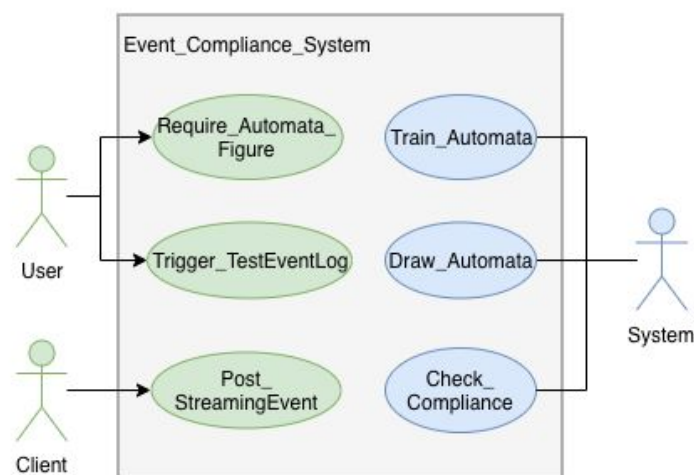 Event_Compliance_System
Require_Automata_
Figure
Train_Automata
User
Trigger_TestEventLog
Draw_Automata
System
Post_
StreamingEvent
Check_
Compliance
Client